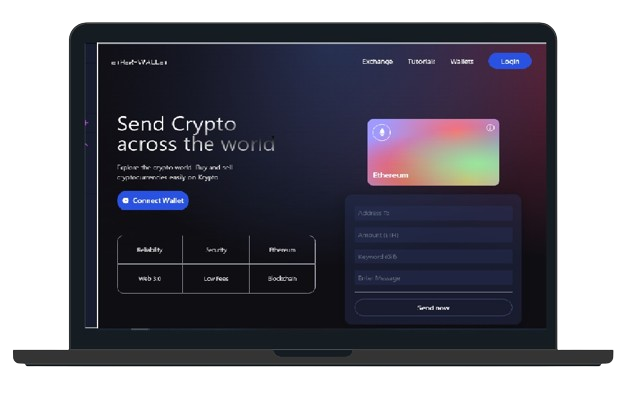 Exchange Tutorials Wallets Login
Send Crypto
across the world
Explore the crypto world. Buy and sell
cryptocurrencies easily on Krypto.
Connect Wallet
Reliability Security Ethereum
Web 3.0 Low Fees Blockchain
Ethereum
Address To
Amount (ETH)
Keyword (Gif)
Enter Message
Send now